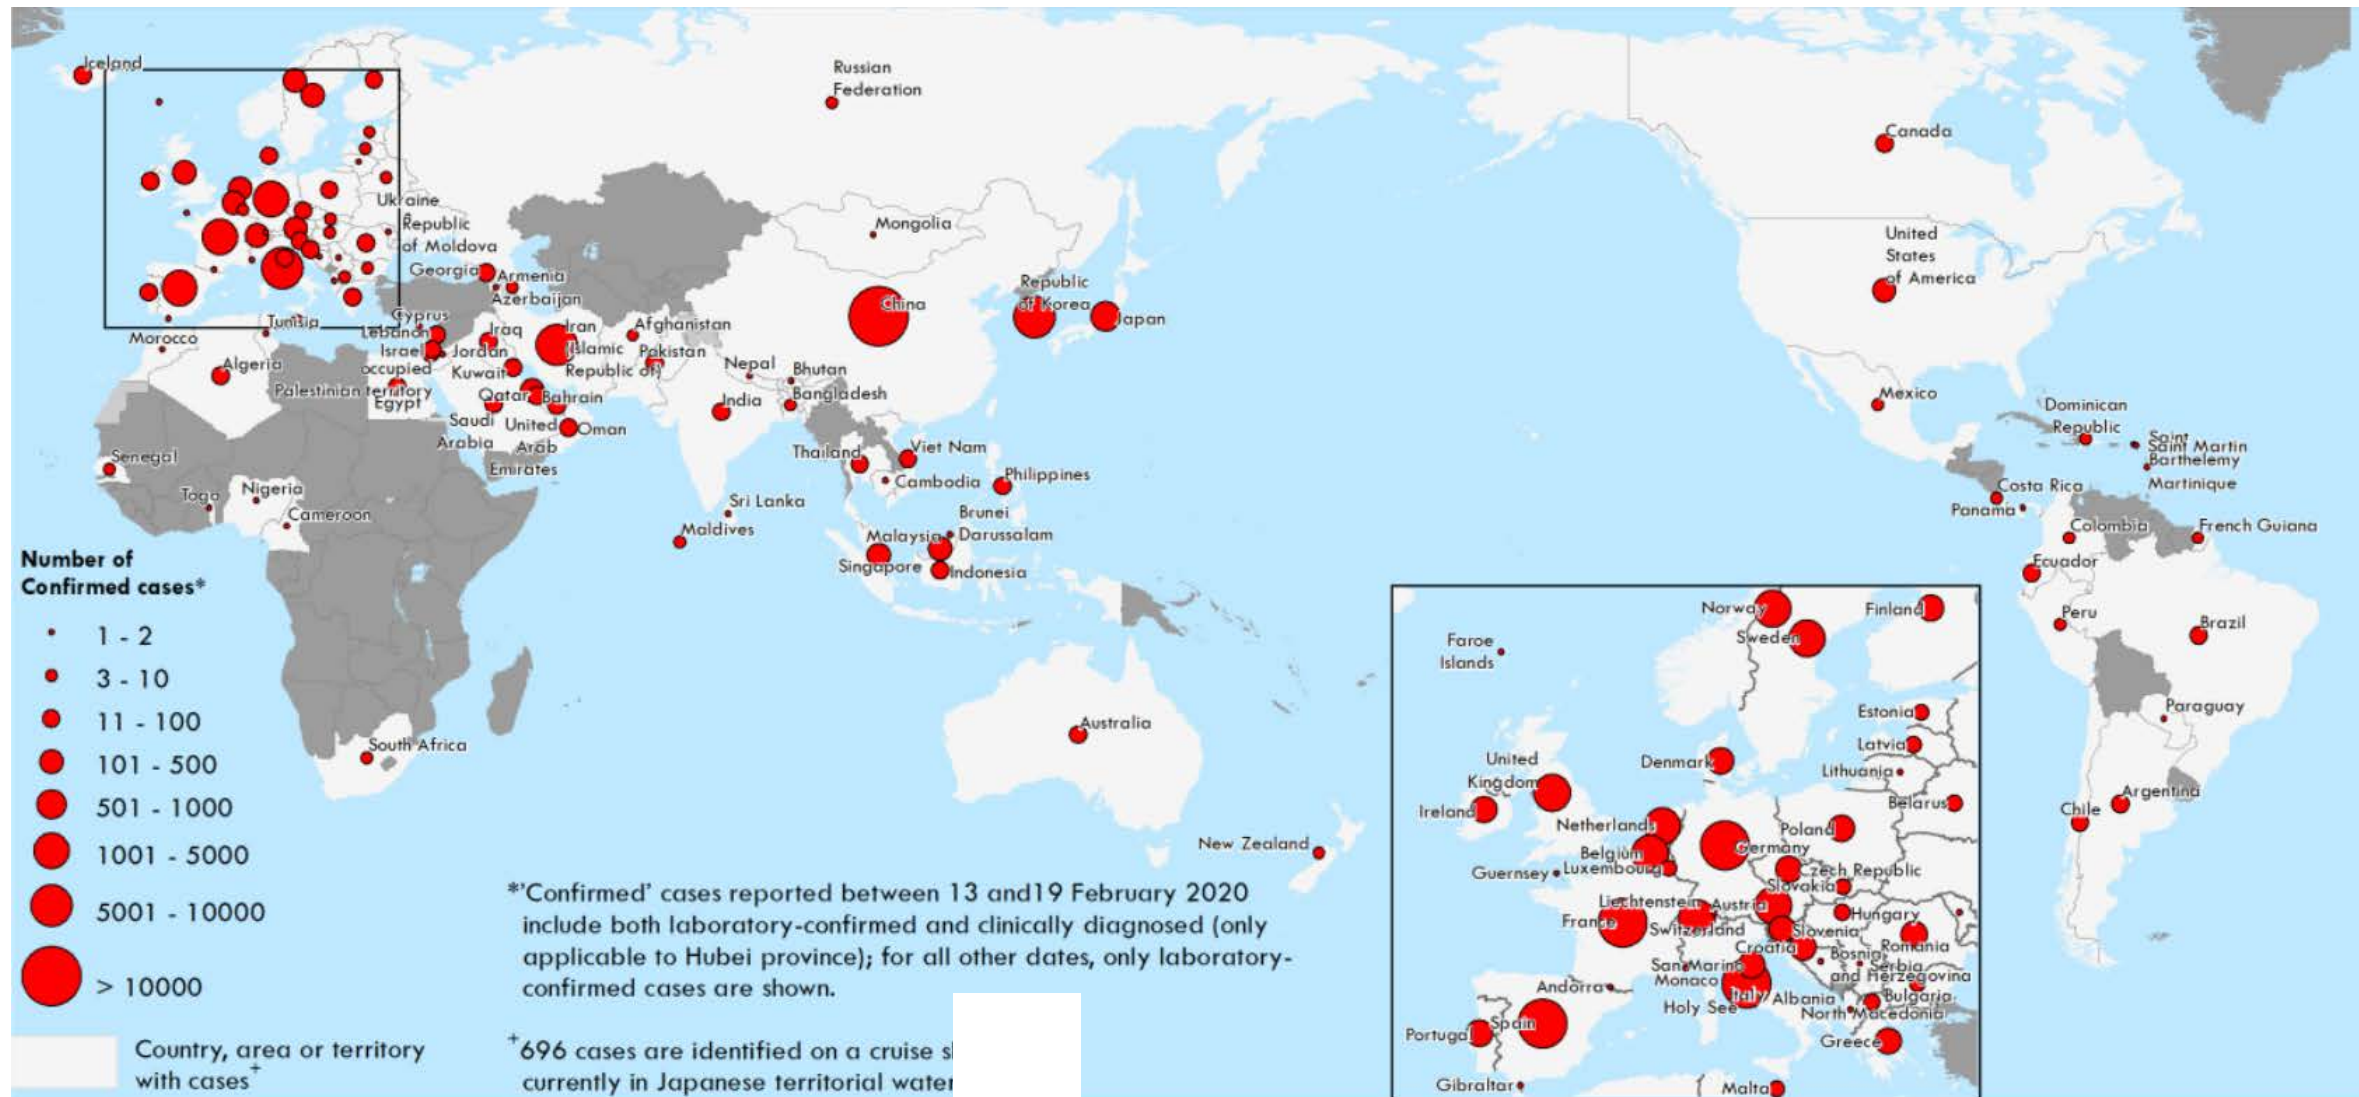 Iceland
Russian
Federation
Canada
Ukraine
Republic
of Moldova
Mongolia
United
States
of America
Georgia
Armenia
Azerbaijan
Republic
of Korea
China
Japan
Cyprus
Tunisia
Lebanon
Iraq
Iran
(Islamic
Republic of)
Afghanistan
Morocco
Israel
Jordan
Pakistan
Algeria
occupied
Palestinian territory
Kuwait
Nepal
Bhutan
Egypt
Qatar
Bahrain
India
Bangladesh
Mexico
Dominican
Republic
Saudi
Arabia
United
Arab
Emirates
Oman
Saint
Saint Martin
Barthelemy
Martinique
Senegal
Thailand
Viet Nam
Philippines
Cambodia
Togo
Nigeria
Cameroon
Sri Lanka
Maldives
Brunei
Darussalam
Malaysia
Singapore
Indonesia
Costa Rica
Panama
Colombia
French Guiana
Ecuador
Peru
Brazil
Paraguay
Chile
Argentina
South Africa
Australia
New Zealand
Number of
Confirmed cases*
1 - 2
3 - 10
11 - 100
101 - 500
501 - 1000
1001 - 5000
5001 - 10000
> 10000
Country, area or territory
with cases+
*'Confirmed' cases reported between 13 and19 February 2020
include both laboratory-confirmed and clinically diagnosed (only
applicable to Hubei province); for all other dates, only laboratory-
confirmed cases are shown.
+696 cases are identified on a cruise
currently in Japanese territorial
Norway
Finland
Sweden
Faroe
Islands
Estonia
Latvia
Lithuania
Denmark
United
Kingdom
Ireland
Belarus
Netherlands
Poland
Belgium
Germany
Guernsey
Luxembourg
Czech Republic
Slovakia
Liechtenstein
Austria
France
Switzerland
Hungary
Slovenia
Croatia
Romania
San Marino
Bosnia
Serbia
and Herzegovina
Monaco
Andorra
Italy
Albania
Bulgaria
Holy See
North Macedonia
Portugal
Spain
Greece
Gibraltar
Malta